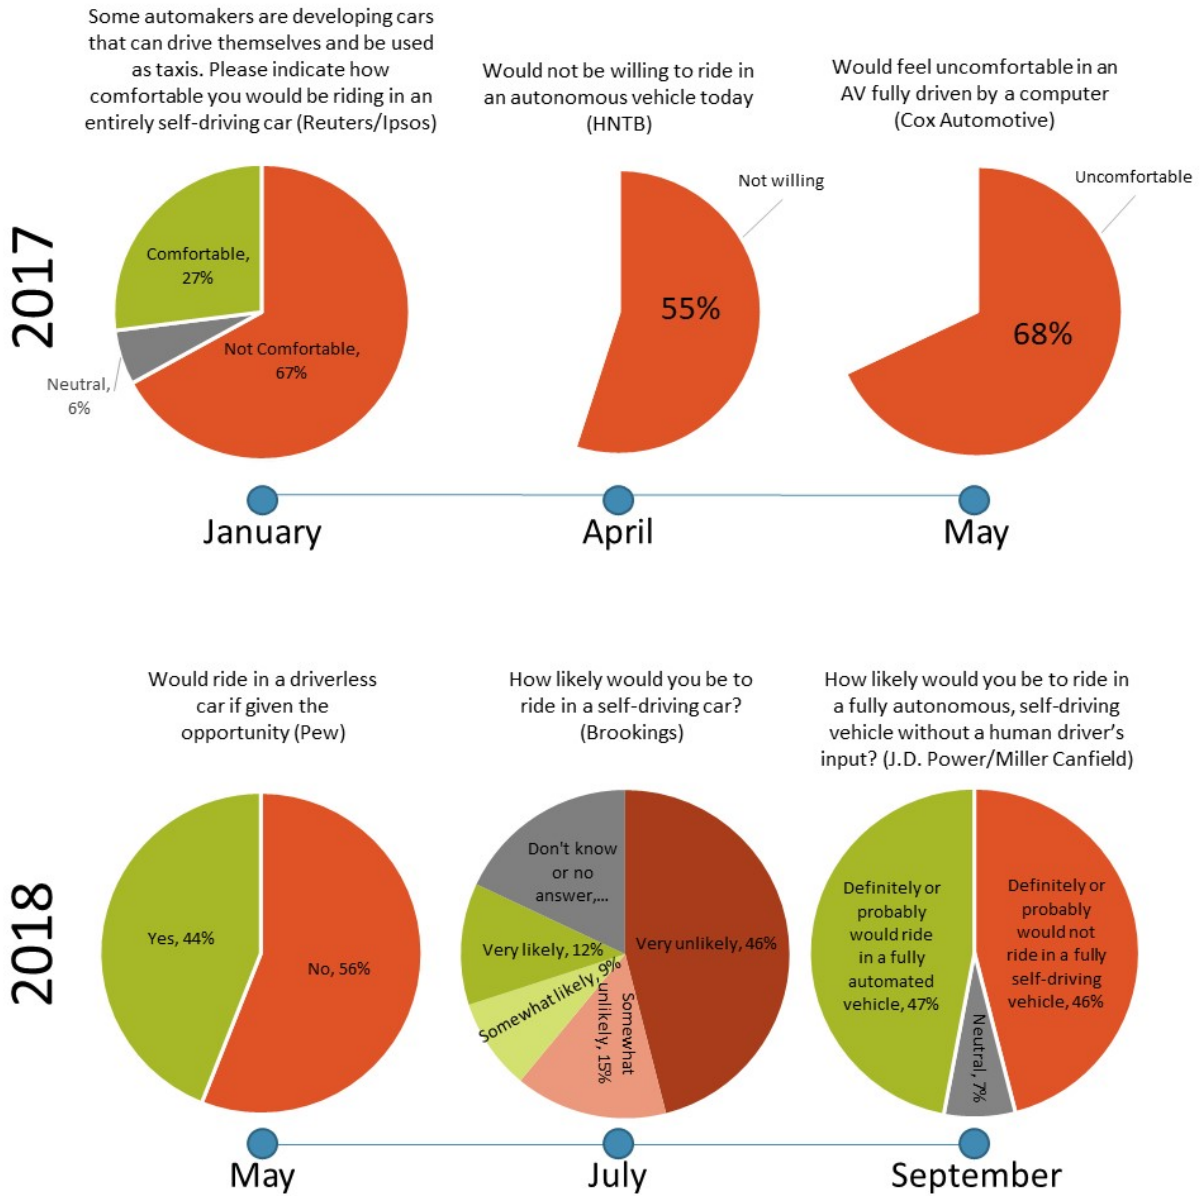 Some automakers are developing cars
that can drive themselves and be used
as taxis. Please indicate how
comfortable you would be riding in an
entirely self-driving car (Reuters/Ipsos)
Would not be willing to ride in
an autonomous vehicle today
(HNTB)
Would feel uncomfortable in an
AV fully driven by a computer
(Cox Automotive)
2017
Comfortable,
27%
Neutral,
6%
Not Comfortable,
67%
Not willing
55%
Uncomfortable
68%
January
April
May
Would ride in a driverless
car if given the
opportunity (Pew)
How likely would you be to
ride in a self-driving car?
(Brookings)
How likely would you be to ride in
a fully autonomous, self-driving
vehicle without a human driver's
input? (J.D. Power/Miller Canfield)
2018
Yes, 44%
No, 56%
Don't know
or no
answer,...
Very likely, 12%
Somewhat likely, 9%
Somewhat
unlikely, 15%
Very unlikely, 46%
Definitely or
probably
would ride
in a fully
automated
vehicle, 47%
Neutral, 7%
Definitely or
probably
would not
ride in a fully
self-driving
vehicle, 46%
May
July
September